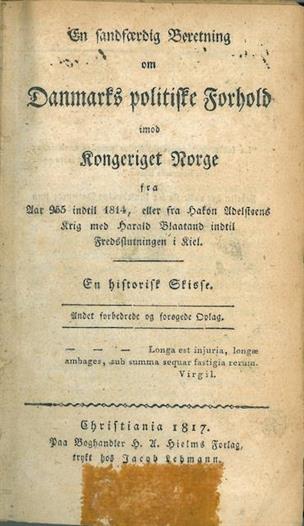 En sandfærdig Beretning
om
Danmarks politiske Forhold
imod
Kongeriget Norge
fra
Aar 955 indtil 1814, eller fra Hakon Adelsteens
Krig med Harald Blaatand indtil
Fredsslutningen i Kiel.
En historisk Skisse.
Andet forbedrede og forøgede Oplag.
— — – — Longa est injuria, longæ
ambages, sub summa sequar fastigia rerum.
Virgil.
Christiania 1817.
Paa Boghandler H. A. Hielms Forlag,
trykt hos Jacob Lehmann.